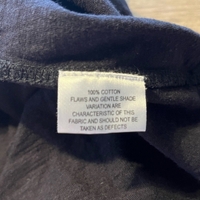 100% COTTON
FLAWS AND GENTLE SHADE
VARIATION ARE
CHARACTERISTIC OF THIS
FABRIC AND SHOULD NOT BE
TAKEN AS DEFECTS